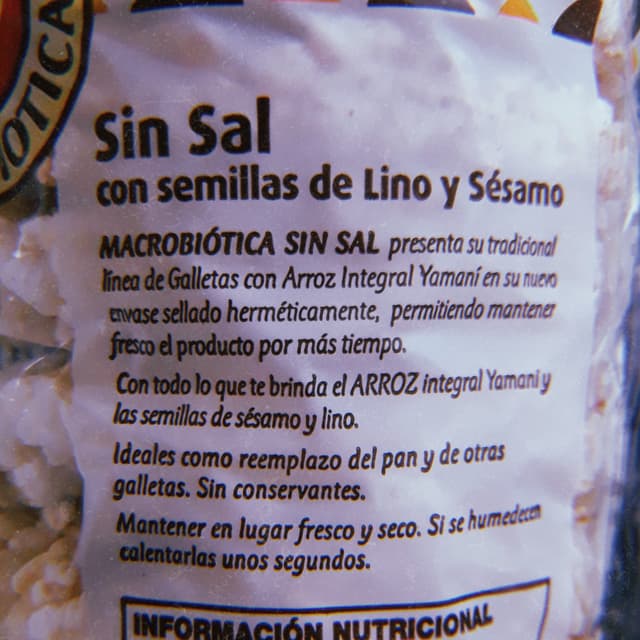 OTICA
Sin Sal
con semillas de Lino y Sésamo
MACROBIÓTICA SIN SAL presenta su tradicional
línea de Galletas con Arroz Integral Yamaní en su nuevo
envase sellado herméticamente, permitiendo mantener
fresco el producto por más tiempo.
Con todo lo que te brinda el ARROZ integral Yamaní y
las semillas de sésamo y lino.
Ideales como reemplazo del pan y de otras
galletas. Sin conservantes.
Mantener en lugar fresco y seco. Si se humedecen
calentarlas unos segundos.
INFORMACIÓN NUTRICIONAL